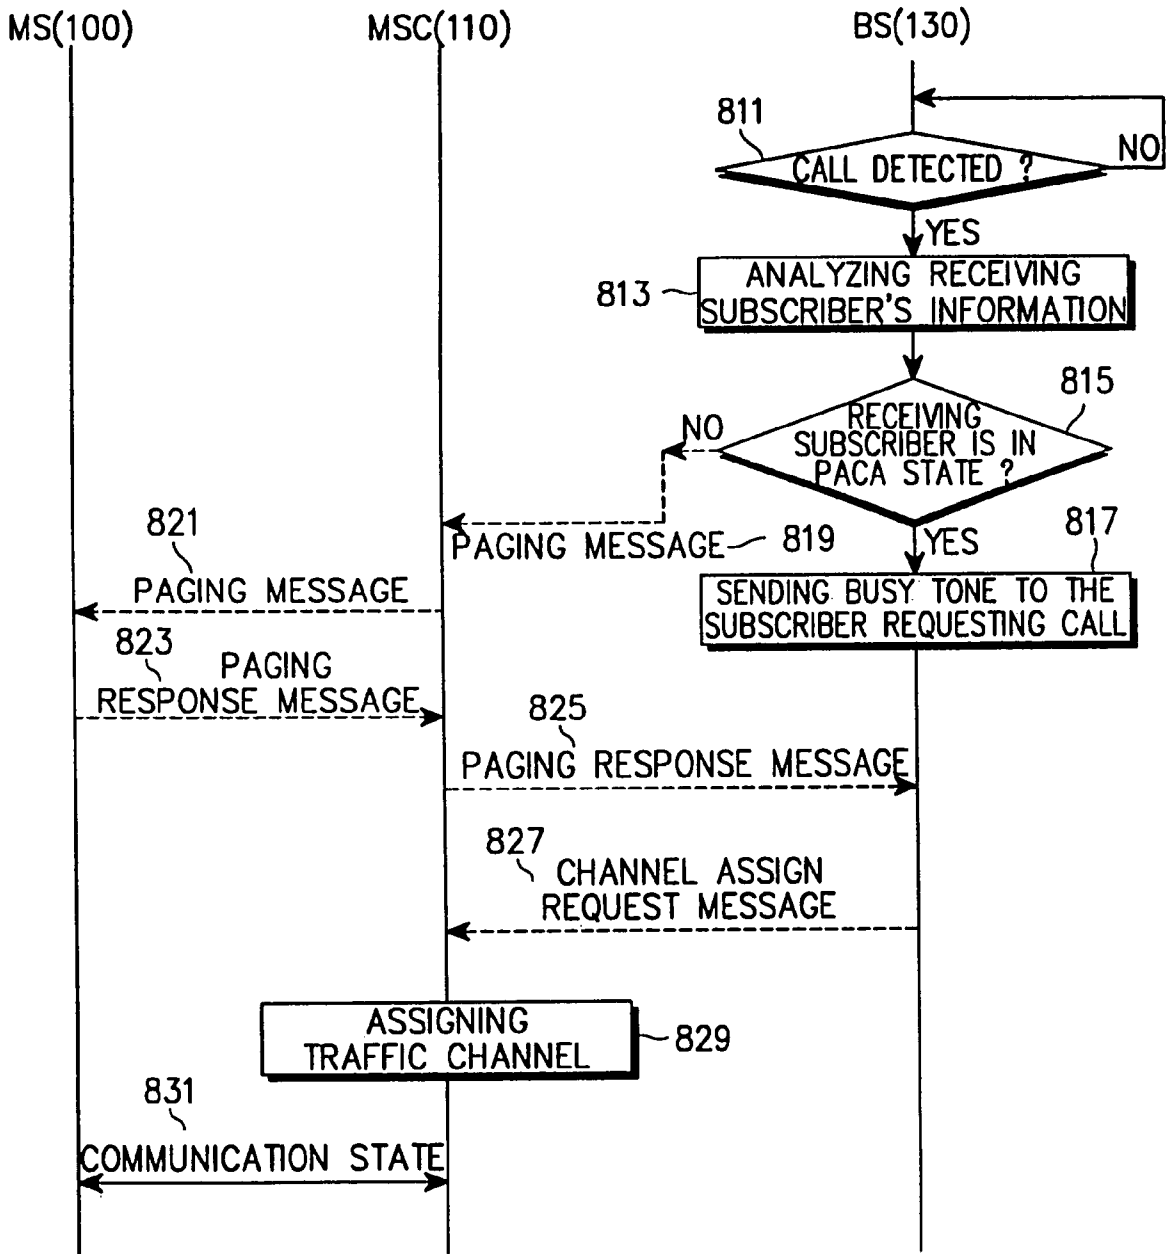 MS(100)
MSC(110)
BS(130)
811
CALL DETECTED ?
NO
YES
813
ANALYZING RECEIVING
SUBSCRIBER'S INFORMATION
815
RECEIVING
SUBSCRIBER IS IN
PACA STATE ?
NO
YES
PAGING MESSAGE
819
817
SENDING BUSY TONE TO THE
SUBSCRIBER REQUESTING CALL
821
PAGING MESSAGE
823
PAGING
RESPONSE MESSAGE
825
PAGING RESPONSE MESSAGE
827
CHANNEL ASSIGN
REQUEST MESSAGE
ASSIGNING
TRAFFIC CHANNEL
829
831
COMMUNICATION STATE